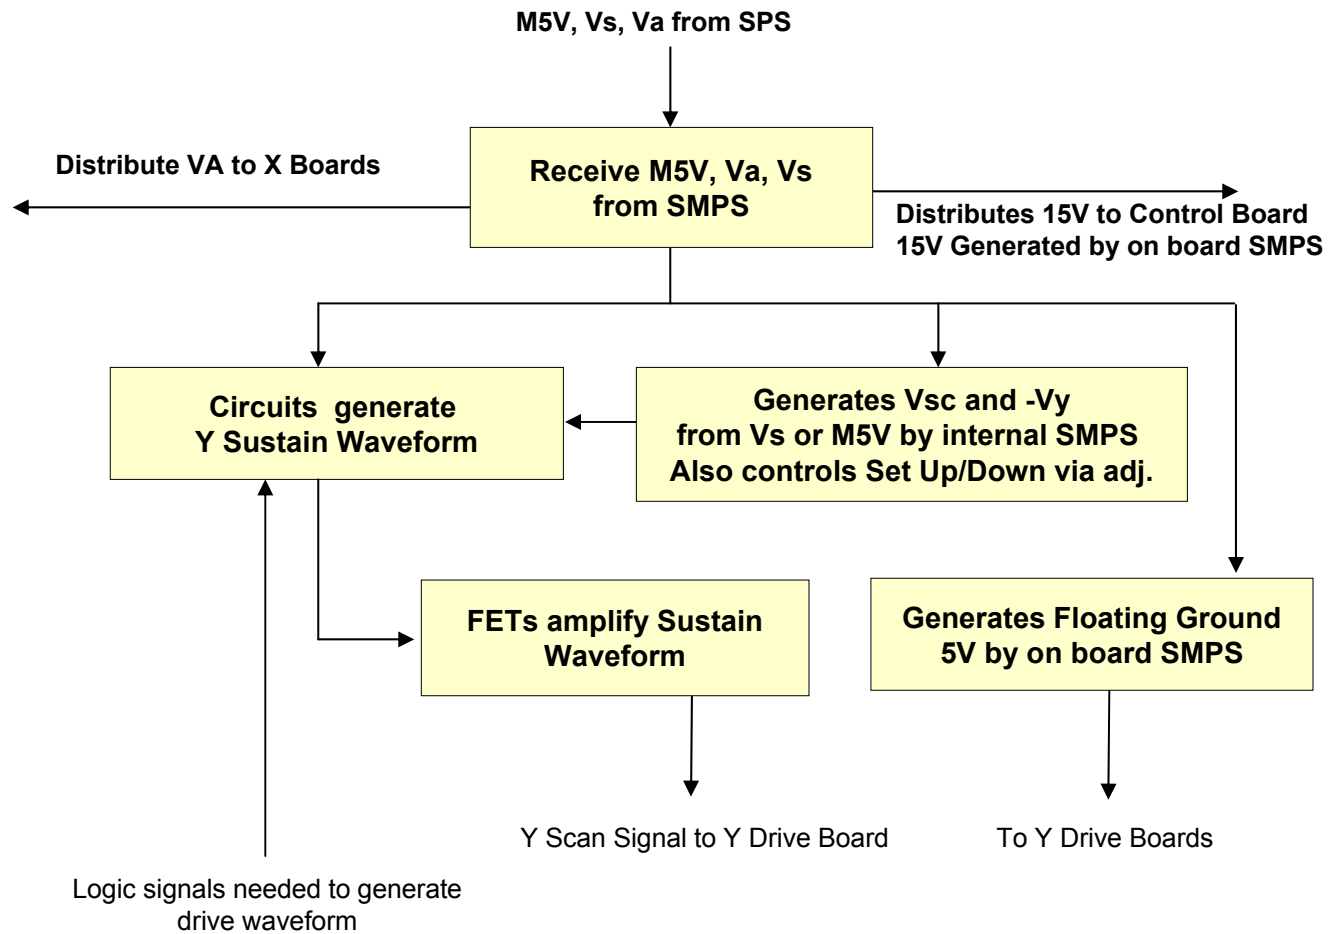 M5V, Vs, Va from SPS
Distribute VA to X Boards
Receive M5V, Va, Vs
from SMPS
Distributes 15V to Control Board
15V Generated by on board SMPS
Circuits generate
Y Sustain Waveform
Generates Vsc and -Vy
from Vs or M5V by internal SMPS
Also controls Set Up/Down via adj.
FETs amplify Sustain
Waveform
Generates Floating Ground
5V by on board SMPS
Y Scan Signal to Y Drive Board
To Y Drive Boards
Logic signals needed to generate
drive waveform